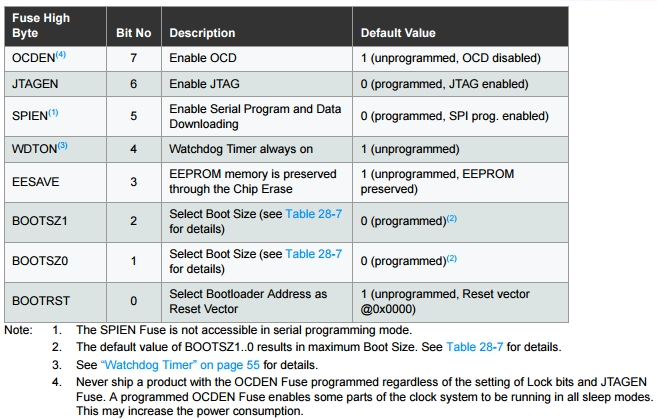 Fuse High
Byte Bit No Description Default Value
OCDEN(4) 7 Enable OCD 1 (unprogrammed, OCD disabled)
JTAGEN 6 Enable JTAG 0 (programmed, JTAG enabled)
SPIEN(1) 5 Enable Serial Program and Data
Downloading 0 (programmed, SPI prog. enabled)
WDTON(3) 4 Watchdog Timer always on 1 (unprogrammed)
EESAVE 3 EEPROM memory is preserved
through the Chip Erase 1 (unprogrammed, EEPROM
preserved)
BOOTSZ1 2 Select Boot Size (see Table 28-7
for details) 0 (programmed)(2)
BOOTSZ0 1 Select Boot Size (see Table 28-7
for details) 0 (programmed)(2)
BOOTRST 0 Select Bootloader Address as
Reset Vector 1 (unprogrammed, Reset vector
@0x0000)
Note: 1. The SPIEN Fuse is not accessible in serial programming mode.
2. The default value of BOOTSZ1..0 results in maximum Boot Size. See Table 28-7 for details.
3. See “Watchdog Timer” on page 55 for details.
4. Never ship a product with the OCDEN Fuse programmed regardless of the setting of Lock bits and JTAGEN
Fuse. A programmed OCDEN Fuse enables some parts of the clock system to be running in all sleep modes.
This may increase the power consumption.